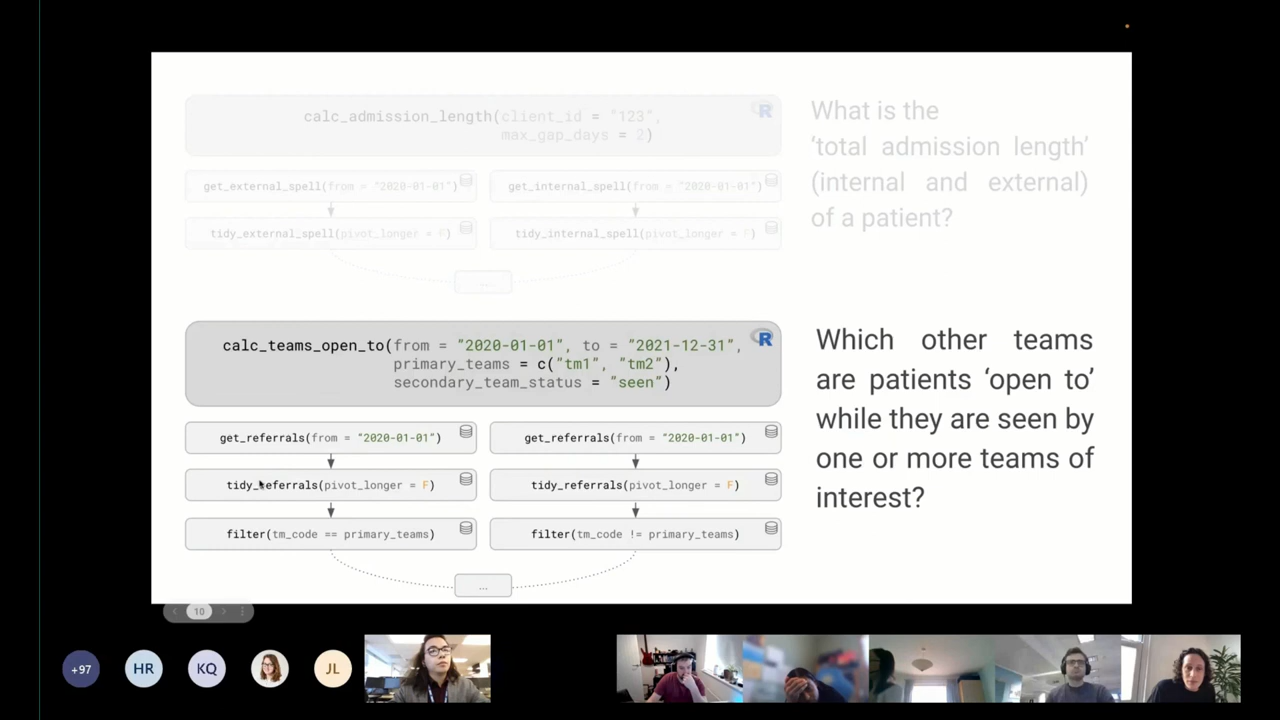 calc_admission_length(client_id = "123",
max_gap_days = 2)
R
What is the
‘total admission length’
(internal and external)
of a patient?
get_external_spell(from = "2020-01-01")
get_internal_spell(from = "2020-01-01")
tidy_external_spell(pivot_longer = F)
tidy_internal_spell(pivot_longer = F)
...
calc_teams_open_to(from = "2020-01-01", to = "2021-12-31",
primary_teams = c("tm1", "tm2"),
secondary_team_status = "seen")
R
Which other teams
are patients ‘open to’
while they are seen by
one or more teams of
interest?
get_referrals(from = "2020-01-01")
get_referrals(from = "2020-01-01")
tidy_referrals(pivot_longer = F)
tidy_referrals(pivot_longer = F)
filter(tm_code == primary_teams)
filter(tm_code != primary_teams)
...
10
+97
HR
KQ
JL